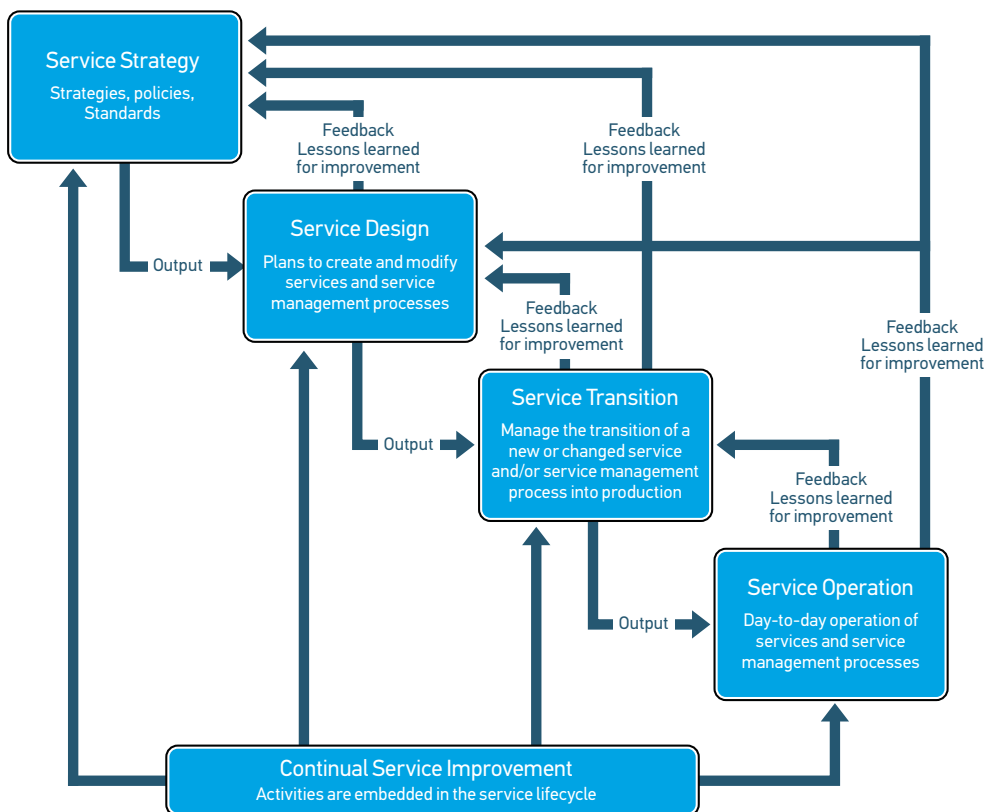 Service Strategy
Strategies, policies,
Standards
Feedback
Lessons learned
for improvement
Feedback
Lessons learned
for improvement
Service Design
Plans to create and modify
services and service
management processes
Output
Feedback
Lessons learned
for improvement
Feedback
Lessons learned
for improvement
Service Transition
Manage the transition of a
new or changed service
and/or service management
process into production
Output
Feedback
Lessons learned
for improvement
Service Operation
Day-to-day operation of
services and service
management processes
Output
Continual Service Improvement
Activities are embedded in the service lifecycle